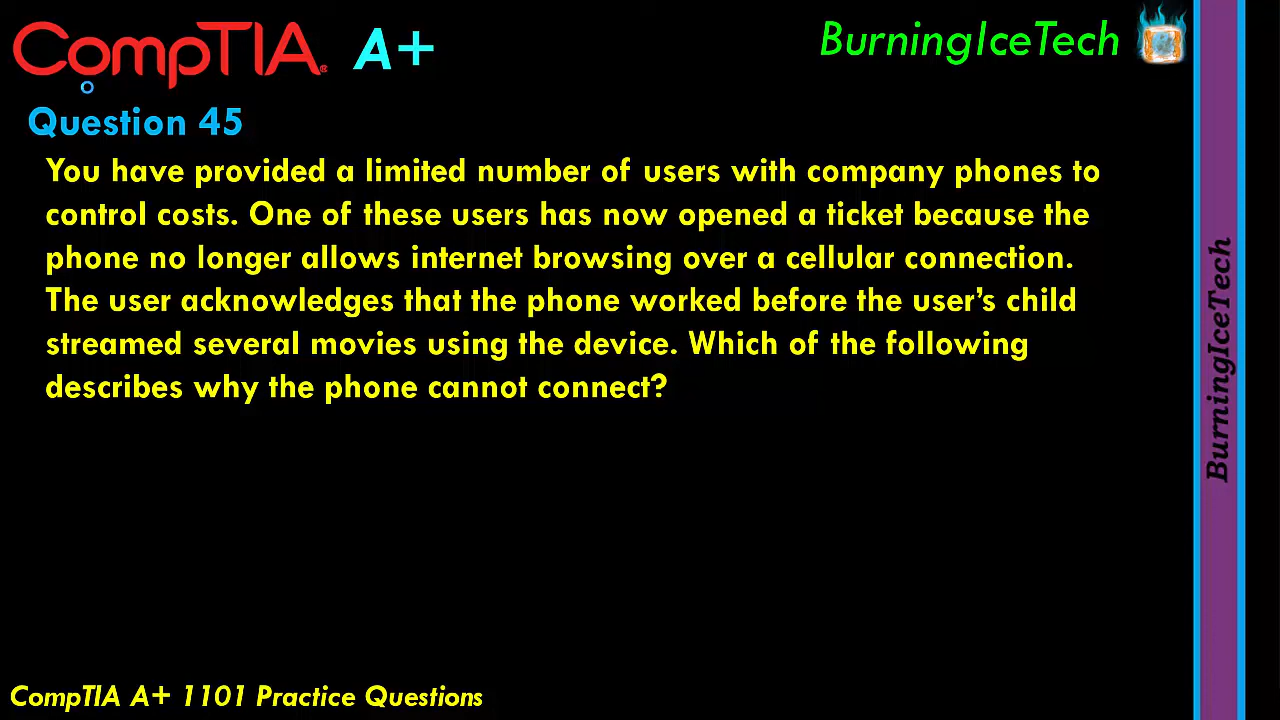 CompTIA® A+
BurningIceTech
Question 45
You have provided a limited number of users with company phones to
control costs. One of these users has now opened a ticket because the
phone no longer allows internet browsing over a cellular connection.
The user acknowledges that the phone worked before the user’s child
streamed several movies using the device. Which of the following
describes why the phone cannot connect?
BurningIceTech
CompTIA A+ 1101 Practice Questions